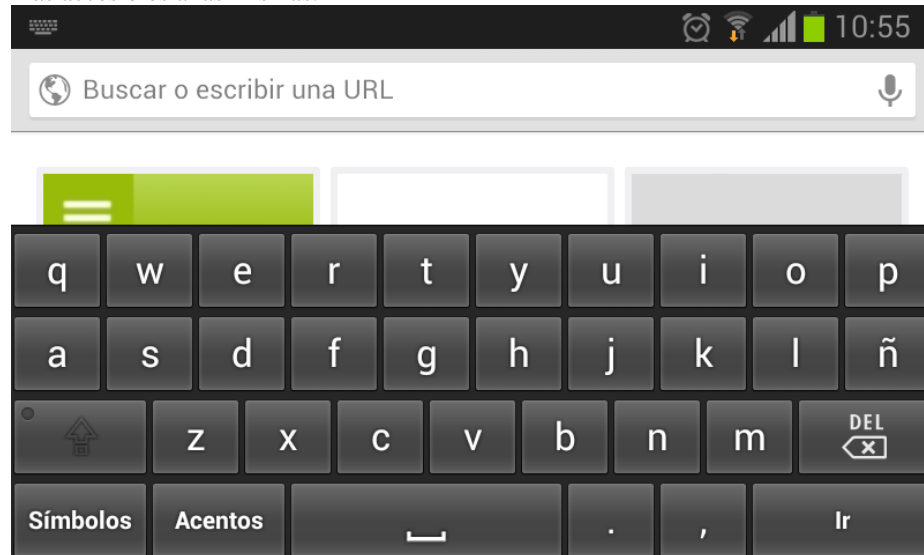 10:55
Buscar o escribir una URL
q w e r t y u i o p
a s d f g h j k l ñ
z x c v b n m DEL
Símbolos Acentos . , Ir